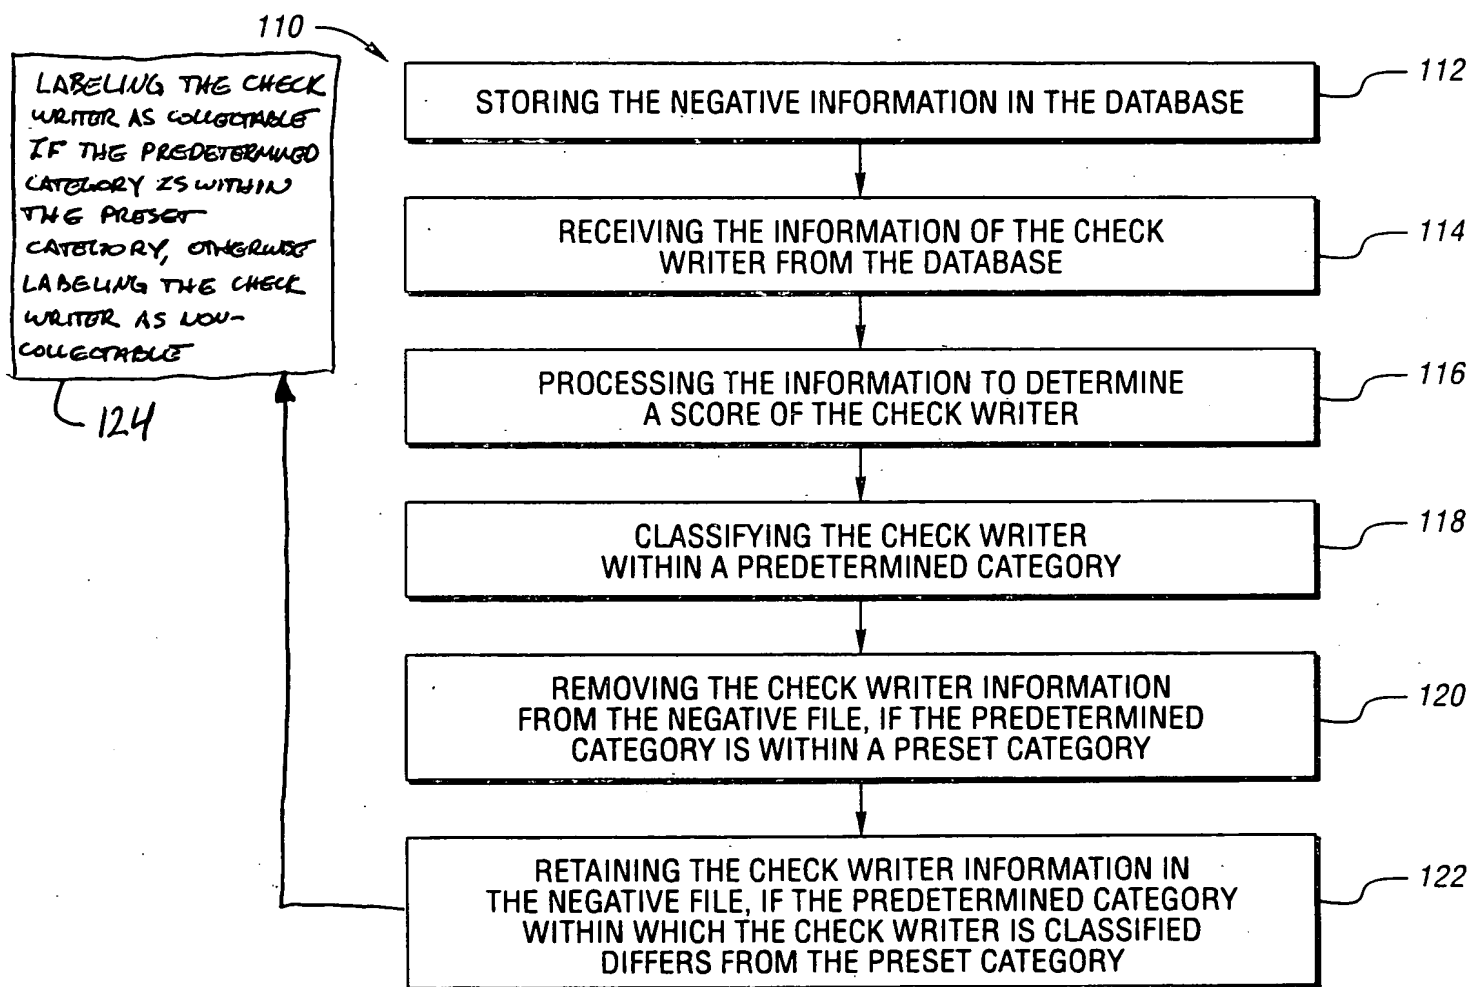 110
LABELING THE CHECK
WRITER AS COLLECTABLE
IF THE PREDETERMINED
CATEGORY IS WITHIN
THE PRESET
CATEGORY, OTHERWISE
LABELING THE CHECK
WRITER AS NON-
COLLECTABLE
124
STORING THE NEGATIVE INFORMATION IN THE DATABASE
112
RECEIVING THE INFORMATION OF THE CHECK
WRITER FROM THE DATABASE
114
PROCESSING THE INFORMATION TO DETERMINE
A SCORE OF THE CHECK WRITER
116
CLASSIFYING THE CHECK WRITER
WITHIN A PREDETERMINED CATEGORY
118
REMOVING THE CHECK WRITER INFORMATION
FROM THE NEGATIVE FILE, IF THE PREDETERMINED
CATEGORY IS WITHIN A PRESET CATEGORY
120
RETAINING THE CHECK WRITER INFORMATION IN
THE NEGATIVE FILE, IF THE PREDETERMINED CATEGORY
WITHIN WHICH THE CHECK WRITER IS CLASSIFIED
DIFFERS FROM THE PRESET CATEGORY
122